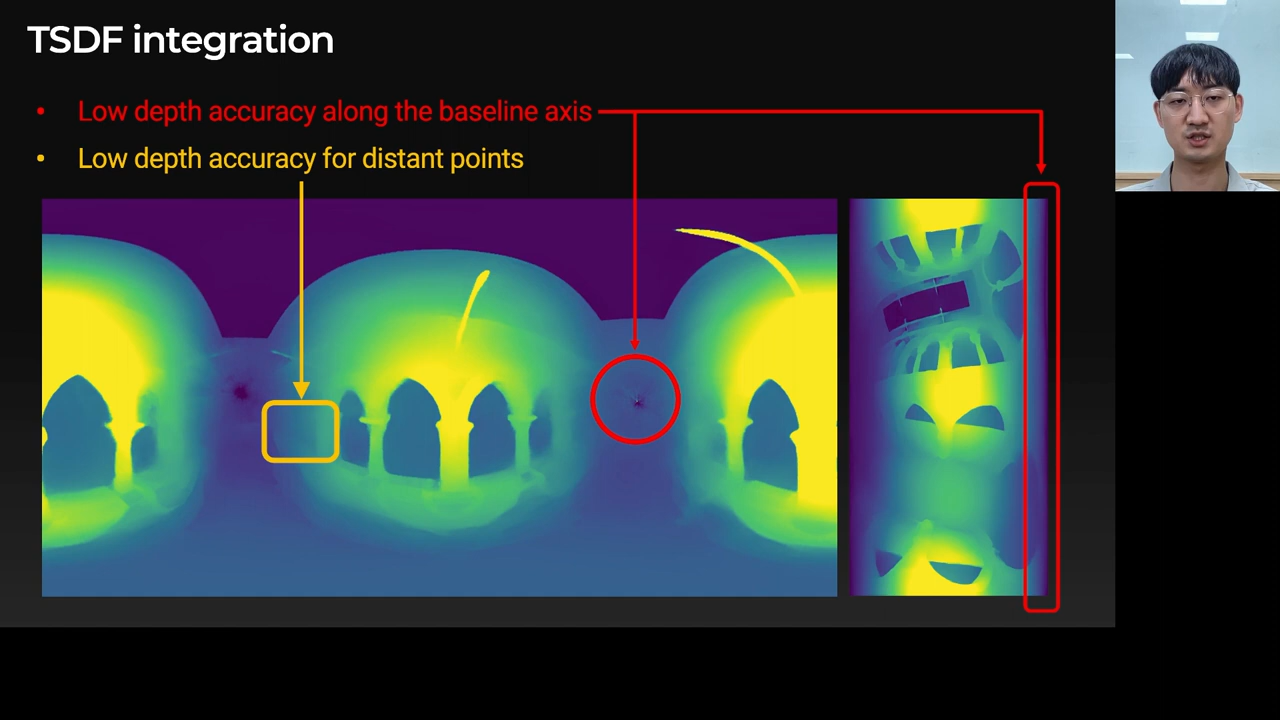 TSDF integration
• Low depth accuracy along the baseline axis
• Low depth accuracy for distant points